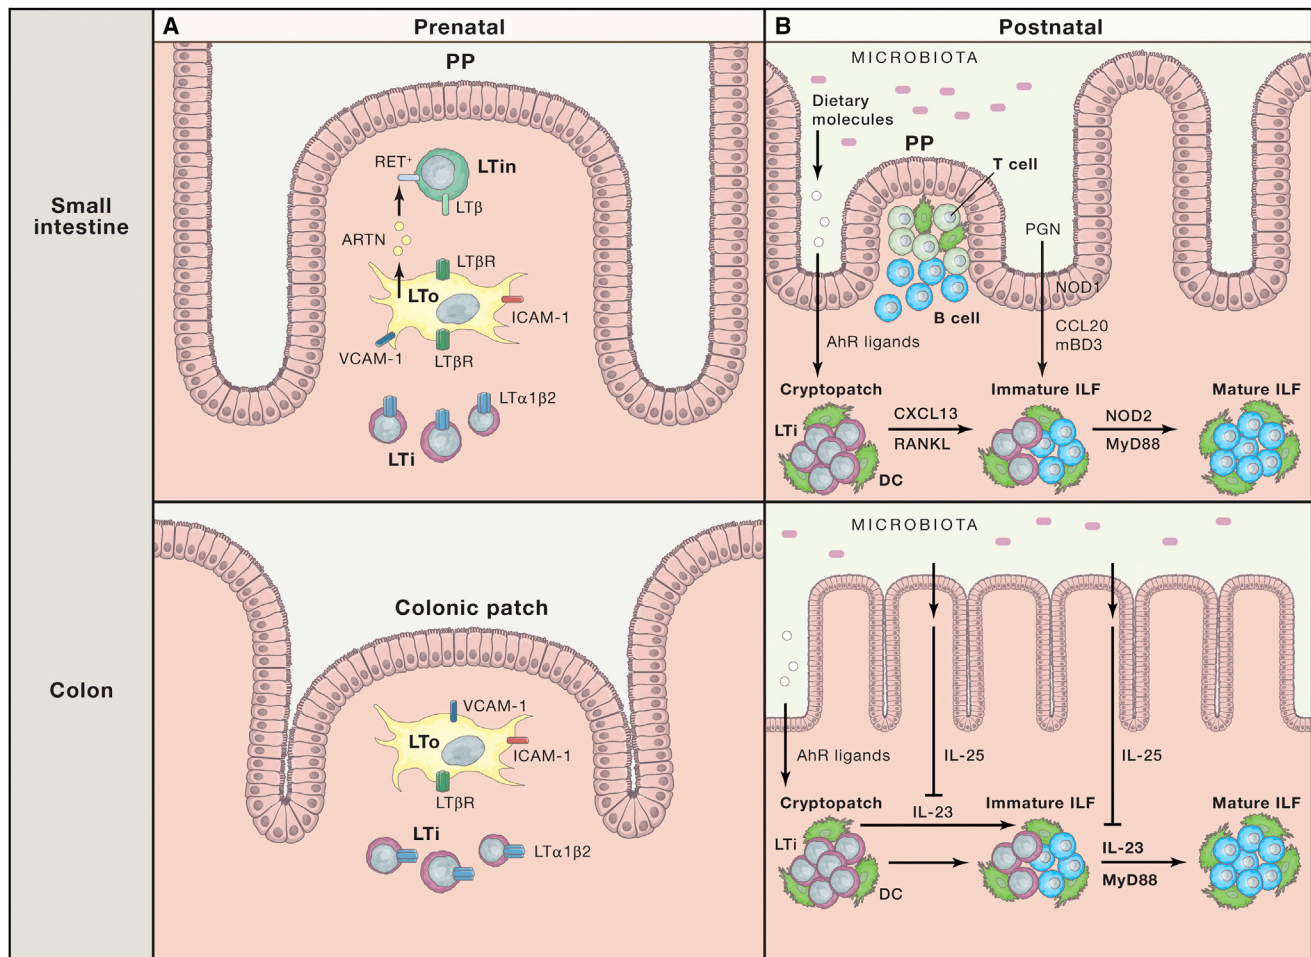 A
Prenatal
B
Postnatal
Small
intestine
PP
RET+
LTin
LTβ
ARTN
LTβR
LTo
ICAM-1
VCAM-1
LTβR
LTα1β2
LTi
MICROBIOTA
Dietary
molecules
PP
T cell
PGN
NOD1
B cell
CCL20
mBD3
AhR ligands
Cryptopatch
Immature ILF
Mature ILF
LTi
CXCL13
RANKL
NOD2
MyD88
DC
Colon
Colonic patch
VCAM-1
LTo
ICAM-1
LTβR
LTi
LTα1β2
MICROBIOTA
AhR ligands
IL-25
IL-25
Cryptopatch
IL-23
Immature ILF
Mature ILF
LTi
IL-23
MyD88
DC